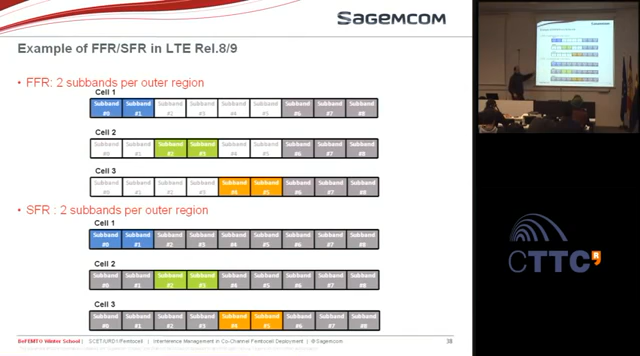 SAGEMCOM
Example of FFR/SFR in LTE Rel.8/9
• FFR: 2 subbands per outer region
Cell 1
Subband #0 Subband #1 Subband #2 Subband #3 Subband #4 Subband #5 Subband #6 Subband #7 Subband #8
Cell 2
Subband #0 Subband #1 Subband #2 Subband #3 Subband #4 Subband #5 Subband #6 Subband #7 Subband #8
Cell 3
Subband #0 Subband #1 Subband #2 Subband #3 Subband #4 Subband #5 Subband #6 Subband #7 Subband #8
• SFR : 2 subbands per outer region
Cell 1
Subband #0 Subband #1 Subband #2 Subband #3 Subband #4 Subband #5 Subband #6 Subband #7 Subband #8
Cell 2
Subband #0 Subband #1 Subband #2 Subband #3 Subband #4 Subband #5 Subband #6 Subband #7 Subband #8
Cell 3
Subband #0 Subband #1 Subband #2 Subband #3 Subband #4 Subband #5 Subband #6 Subband #7 Subband #8
BeFEMTO Winter School | SCETA/RD1/Femtocell | Interference Management in Co-Channel Femtocell Deployment | @Sagemcom
38
CTTC